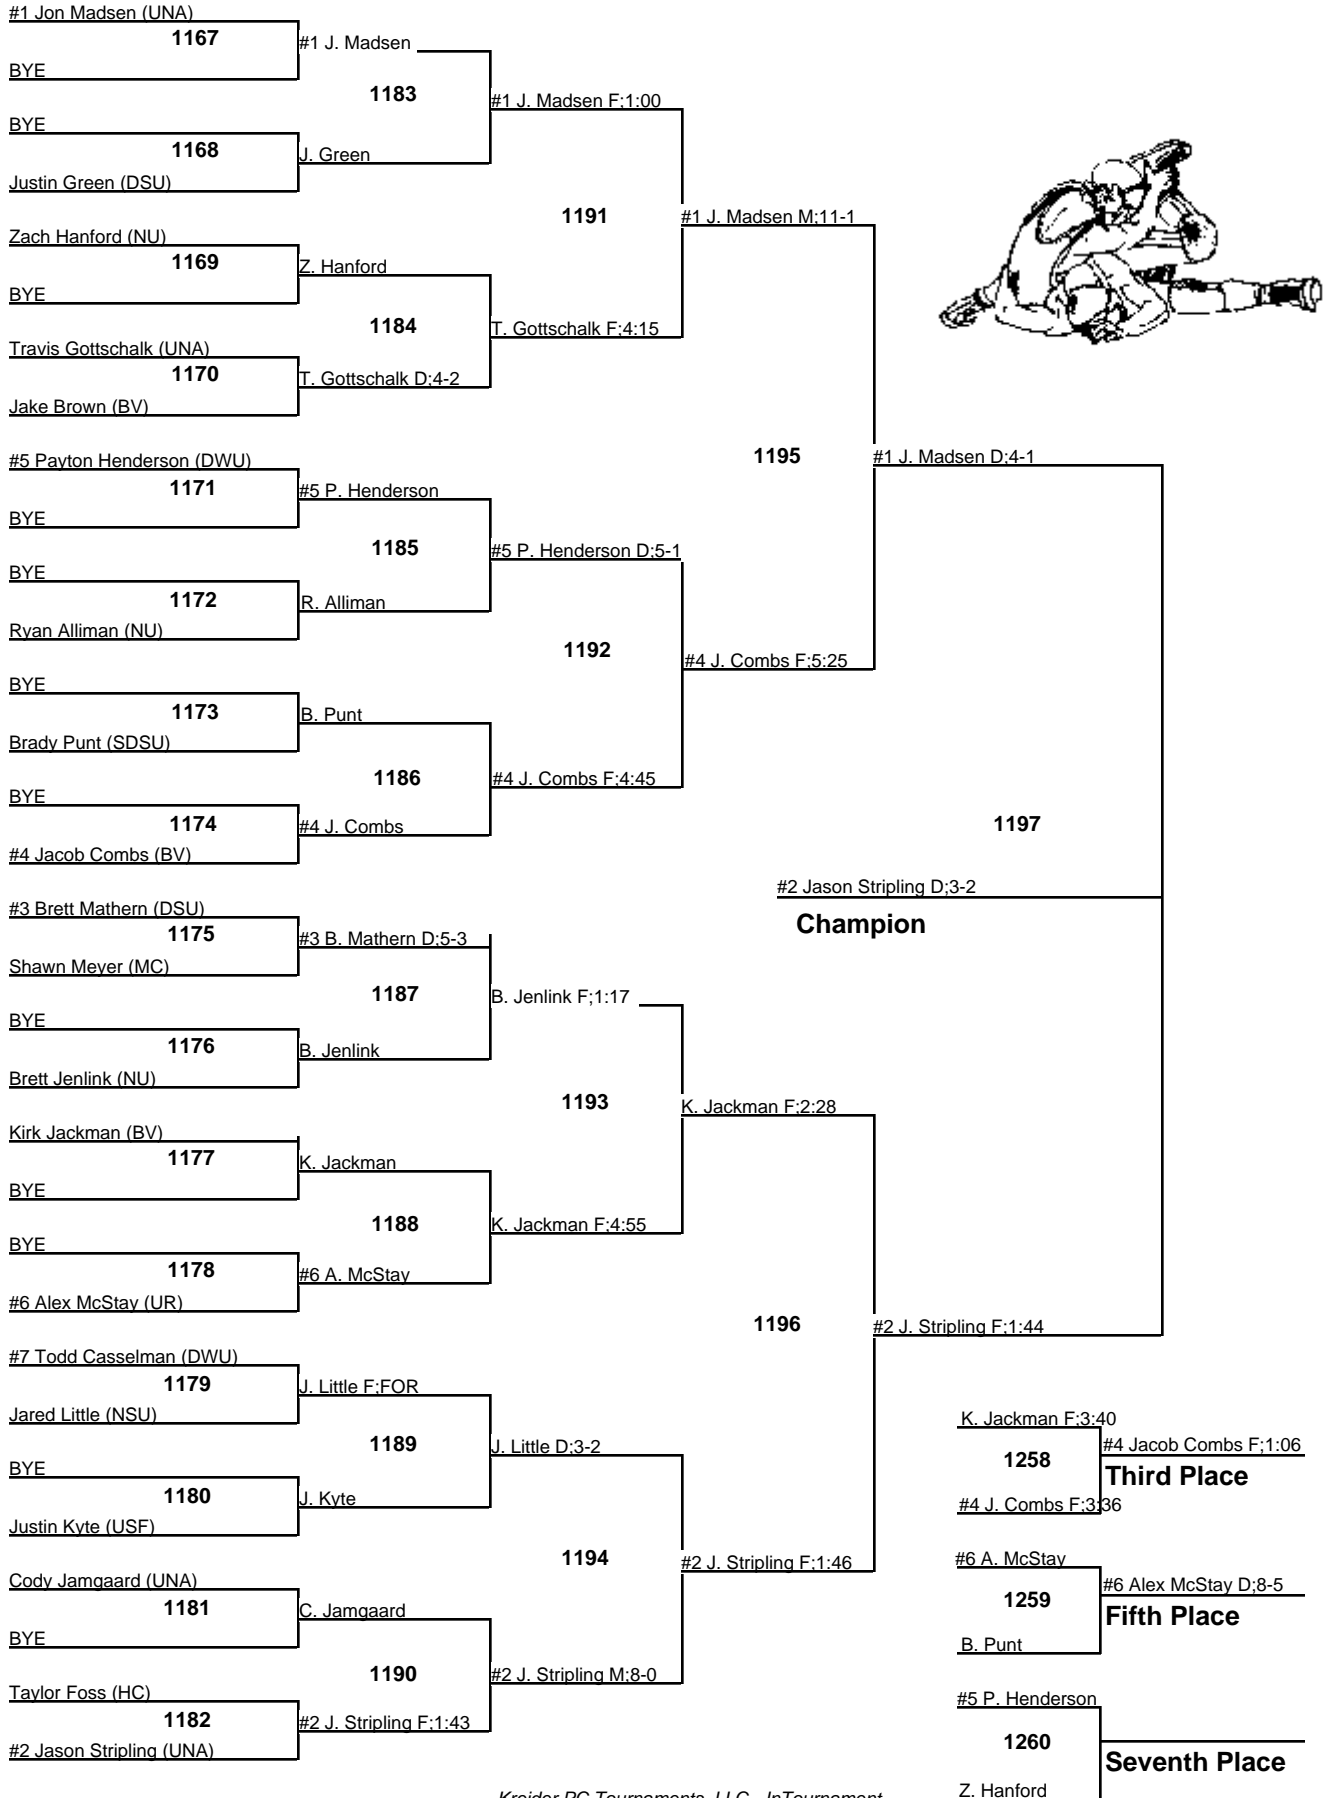 #1 Jon Madsen (UNA)
1167
#1 J. Madsen
BYE
1183
#1 J. Madsen F;1:00
BYE
1168
J. Green
Justin Green (DSU)
1191
#1 J. Madsen M;11-1
Zach Hanford (NU)
1169
Z. Hanford
BYE
1184
T. Gottschalk F;4:15
Travis Gottschalk (UNA)
1170
T. Gottschalk D;4-2
Jake Brown (BV)
1195
#1 J. Madsen D;4-1
#5 Payton Henderson (DWU)
1171
#5 P. Henderson
BYE
1185
#5 P. Henderson D;5-1
BYE
1172
R. Alliman
Ryan Alliman (NU)
1192
#4 J. Combs F;5:25
BYE
1173
B. Punt
Brady Punt (SDSU)
1186
#4 J. Combs F;4:45
BYE
1174
#4 J. Combs
#4 Jacob Combs (BV)
1197
#2 Jason Stripling D;3-2
Champion
#3 Brett Mathern (DSU)
1175
#3 B. Mathern D;5-3
Shawn Meyer (MC)
1187
B. Jenlink F;1:17
BYE
1176
B. Jenlink
Brett Jenlink (NU)
1193
K. Jackman F;2:28
Kirk Jackman (BV)
1177
K. Jackman
BYE
1188
K. Jackman F;4:55
BYE
1178
#6 A. McStay
#6 Alex McStay (UR)
1196
#2 J. Stripling F;1:44
#7 Todd Casselman (DWU)
1179
J. Little F;FOR
Jared Little (NSU)
1189
J. Little D;3-2
BYE
1180
J. Kyte
Justin Kyte (USF)
1194
#2 J. Stripling F;1:46
Cody Jamgaard (UNA)
1181
C. Jamgaard
BYE
1190
#2 J. Stripling M;8-0
Taylor Foss (HC)
1182
#2 J. Stripling F;1:43
#2 Jason Stripling (UNA)
K. Jackman F;3:40
1258
#4 Jacob Combs F;1:06
Third Place
#4 J. Combs F;3:36
#6 A. McStay
1259
#6 Alex McStay D;8-5
Fifth Place
B. Punt
#5 P. Henderson
1260
Seventh Place
Z. Hanford
Kreider PC Tournaments, LLC - InTournament